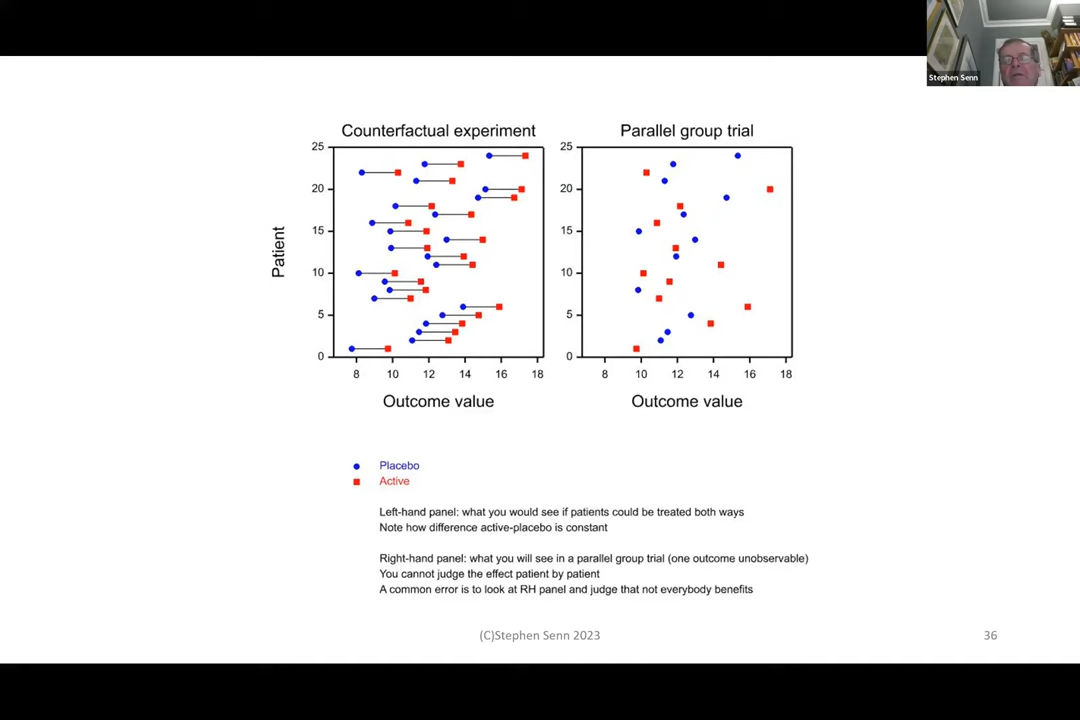 Stephen Senn
Counterfactual experiment
Parallel group trial
25
20
15
10
5
0
Patient
8 10 12 14 16 18
Outcome value
25
20
15
10
5
0
8 10 12 14 16 18
Outcome value
Placebo
Active
Left-hand panel: what you would see if patients could be treated both ways
Note how difference active-placebo is constant
Right-hand panel: what you will see in a parallel group trial (one outcome unobservable)
You cannot judge the effect patient by patient
A common error is to look at RH panel and judge that not everybody benefits
(C)Stephen Senn 2023
36